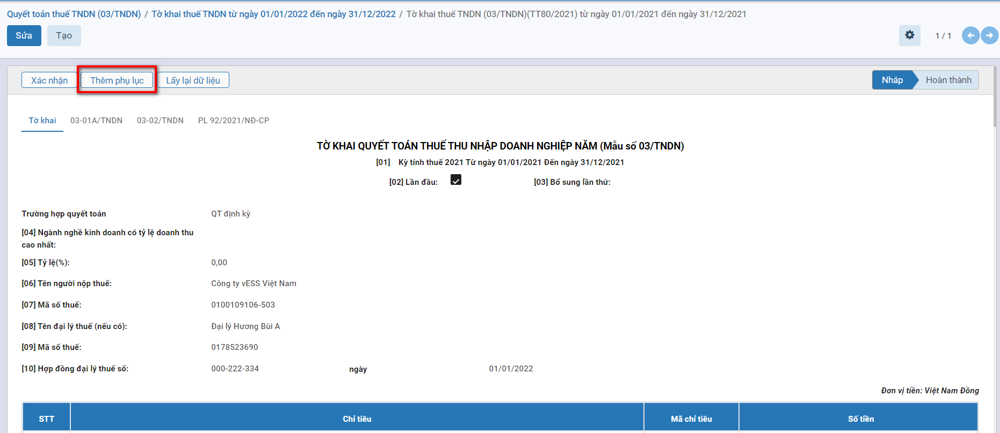 Quyết toán thuế TNDN (03/TNDN) / Tờ khai thuế TNDN từ ngày 01/01/2022 đến ngày 31/12/2022 / Tờ khai thuế TNDN (03/TNDN)(TT80/2021) từ ngày 01/01/2021 đến ngày 31/12/2021
Sửa Tạo 1 / 1
Xác nhận Thêm phụ lục Lấy lại dữ liệu Nháp Hoàn thành
Tờ khai 03-01A/TNDN 03-02/TNDN PL 92/2021/NĐ-CP
TỜ KHAI QUYẾT TOÁN THUẾ THU NHẬP DOANH NGHIỆP NĂM (Mẫu số 03/TNDN)
[01] Kỳ tính thuế 2021 Từ ngày 01/01/2021 Đến ngày 31/12/2021
[02] Lần đầu: [03] Bổ sung lần thứ:
Trường hợp quyết toán QT định kỳ
[04] Ngành nghề kinh doanh có tỷ lệ doanh thu
cao nhất:
[05] Tỷ lệ(%): 0,00
[06] Tên người nộp thuế: Công ty vESS Việt Nam
[07] Mã số thuế: 0100109106-503
[08] Tên đại lý thuế (nếu có): Đại lý Hương Bùi A
[09] Mã số thuế: 0178523690
[10] Hợp đồng đại lý thuế số: 000-222-334 ngày 01/01/2022
Đơn vị tiền: Việt Nam Đồng
STT Chỉ tiêu Mã chỉ tiêu Số tiền